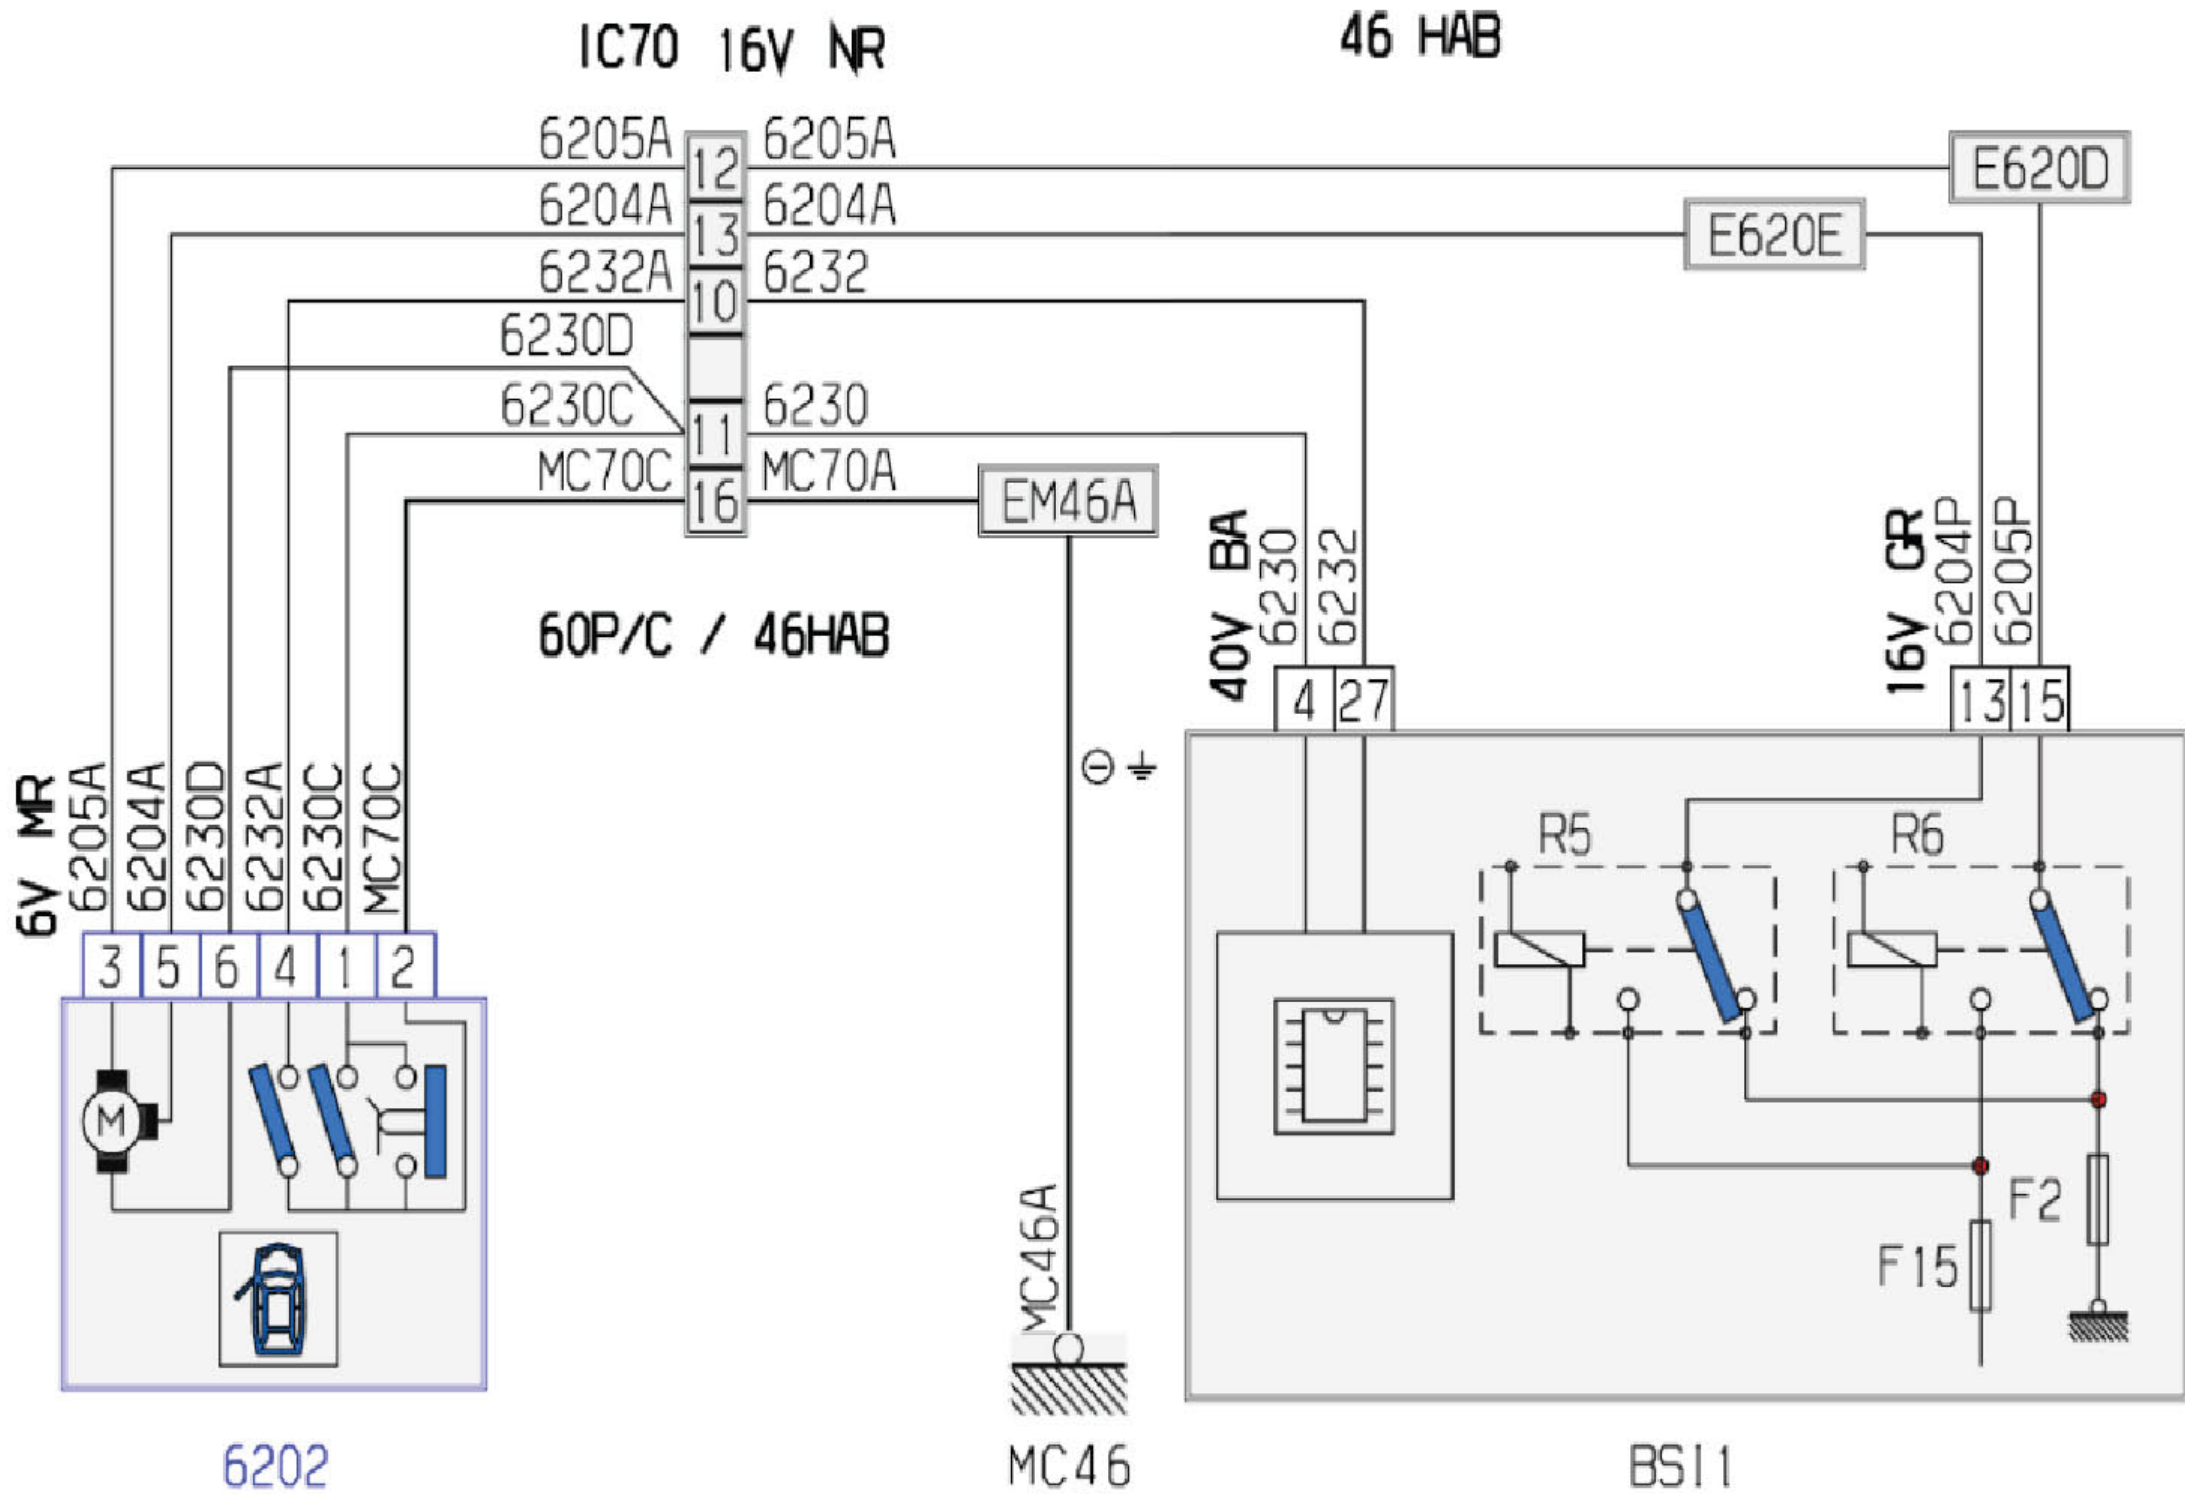 IC70 16V NR
46 HAB
6205A 12 6205A
E620D
6204A 13 6204A
E620E
6232A 10 6232
6230D
6230C 11 6230
MC70C 16 MC70A
EM46A
60P/C / 46HAB
40V BA
6230
6232
16V GR
6204P
6205P
4 27
13 15
6V MR
6205A
6204A
6230D
6232A
6230C
MC70C
3 5 6 4 1 2
R5
R6
M
MC46A
F2
F15
6202
MC46
BSI1